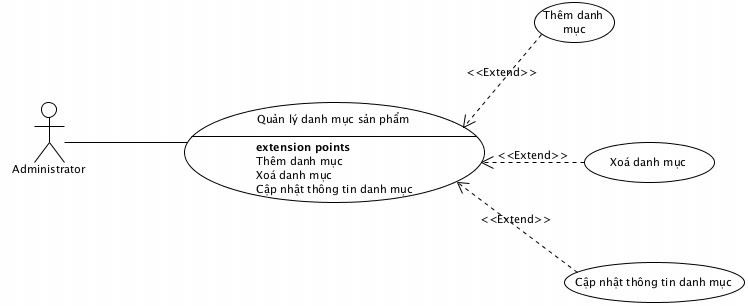 Thêm danh
mục
<<Extend>>
Quản lý danh mục sản phẩm
extension points
Thêm danh mục
Xoá danh mục
Cập nhật thông tin danh mục
Administrator
<<Extend>>
Xoá danh mục
<<Extend>>
Cập nhật thông tin danh mục